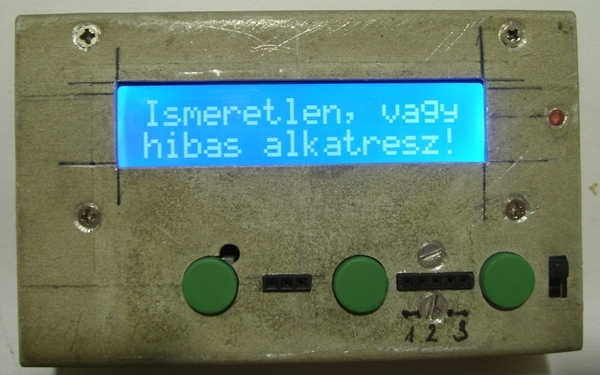 Ismeretlen, vagy
hibas alkatresz!
1 2 3